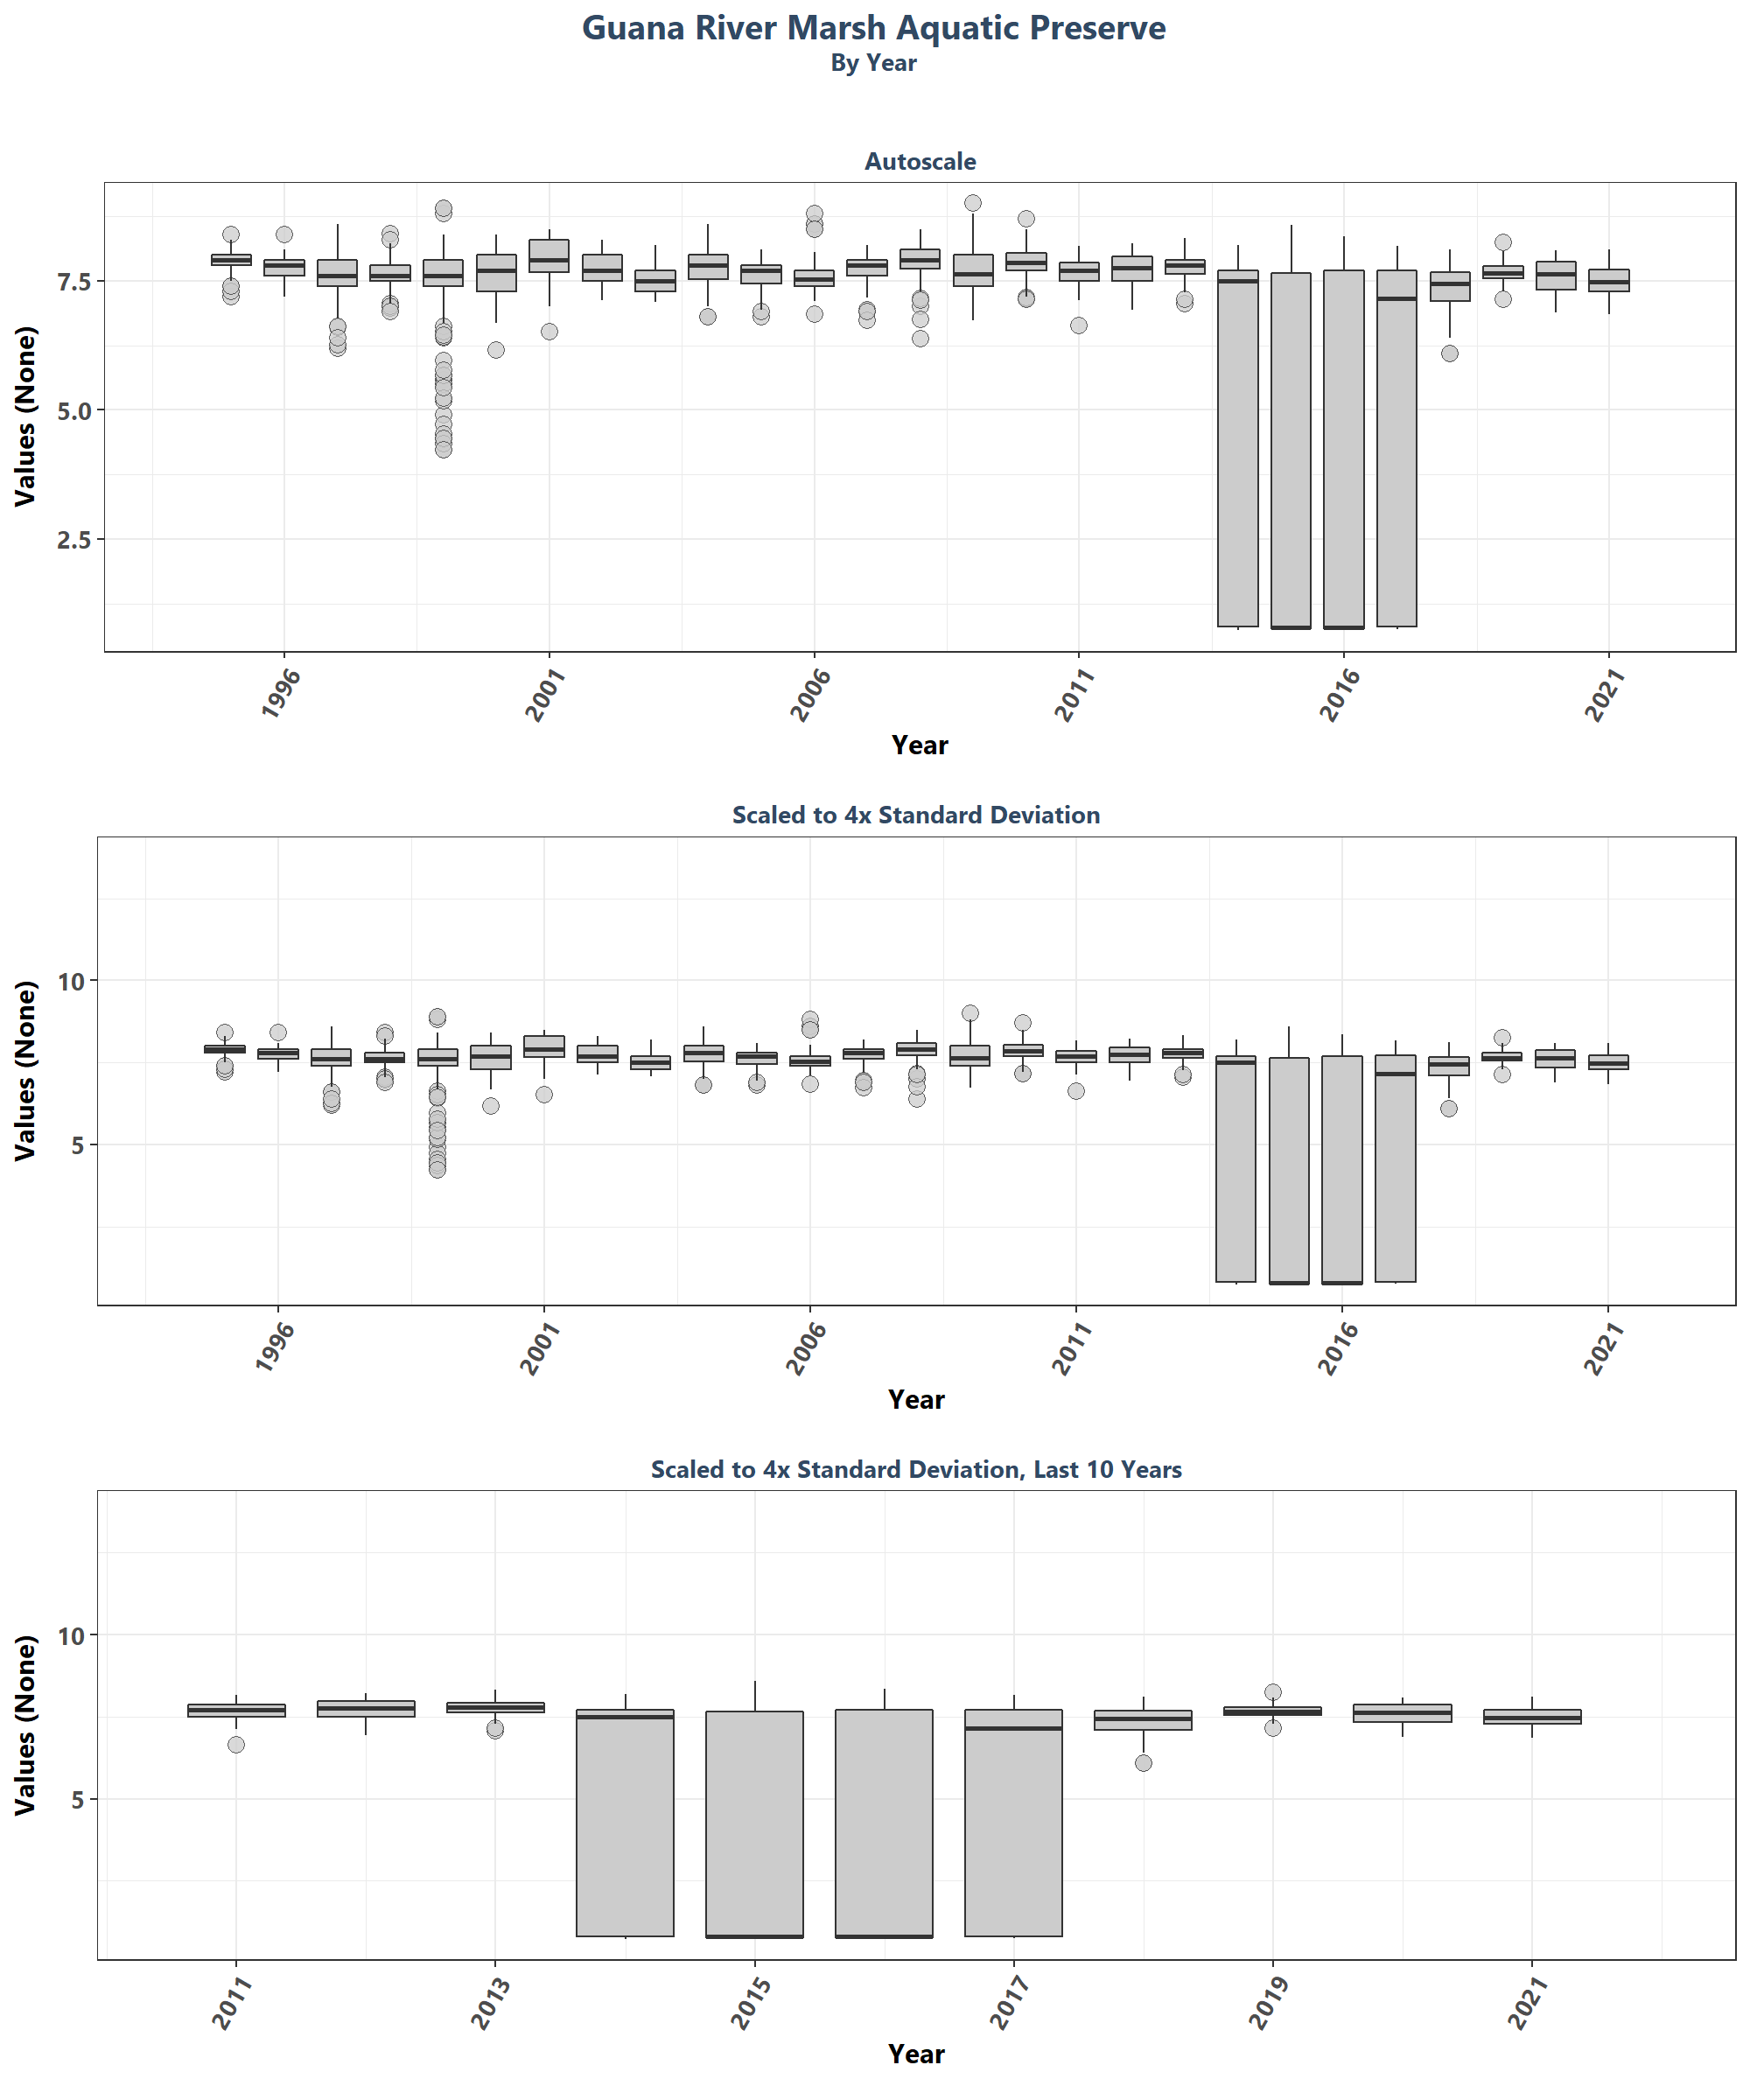 Guana River Marsh Aquatic Preserve
By Year
Autoscale
Values (None)
7.5
5.0
2.5
1996
2001
2006
2011
2016
2021
Year
Scaled to 4x Standard Deviation
Values (None)
10
5
1996
2001
2006
2011
2016
2021
Year
Scaled to 4x Standard Deviation, Last 10 Years
Values (None)
10
5
2011
2013
2015
2017
2019
2021
Year